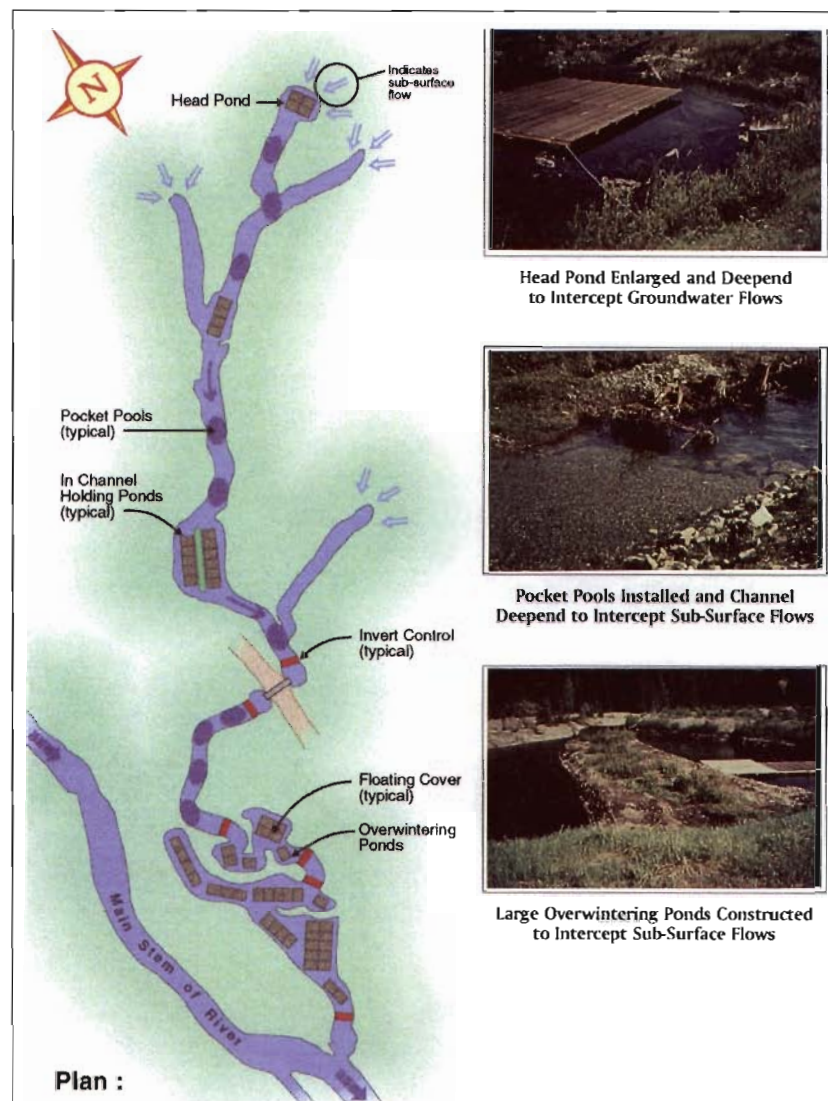 N
Indicates
sub-surface
flow
Head Pond
Head Pond Enlarged and Deepend
to Intercept Groundwater Flows
Pocket Pools
(typical)
In Channel
Holding Ponds
(typical)
Pocket Pools Installed and Channel
Deepend to Intercept Sub-Surface Flows
Invert Control
(typical)
Floating Cover
(typical)
Overwintering
Ponds
Large Overwintering Ponds Constructed
to Intercept Sub-Surface Flows
Main Stem of River
Plan :